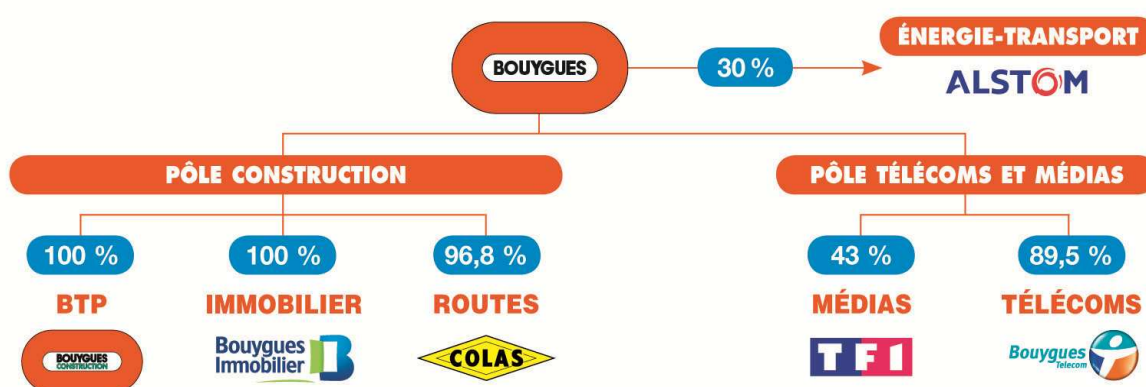 BOUYGUES
30 %
ÉNERGIE-TRANSPORT
ALSTOM
PÔLE CONSTRUCTION
PÔLE TÉLÉCOMS ET MÉDIAS
100 %
100 %
96,8 %
43 %
89,5 %
BTP
IMMOBILIER
ROUTES
MÉDIAS
TÉLÉCOMS
BOUYGUES
CONSTRUCTION
Bouygues
Immobilier
COLAS
TF1
Bouygues
Telecom